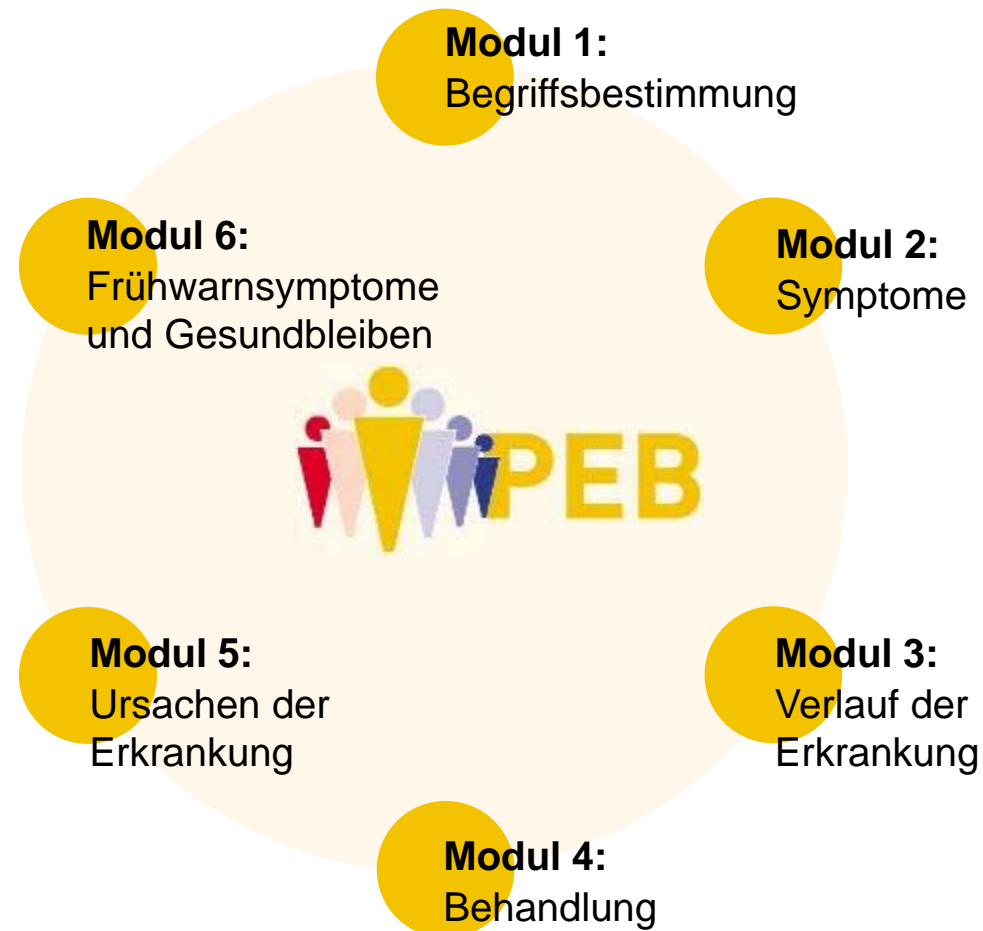 Modul 1:
Begriffsbestimmung
Modul 2:
Symptome
Modul 3:
Verlauf der
Erkrankung
Modul 4:
Behandlung
Modul 5:
Ursachen der
Erkrankung
Modul 6:
Frühwarnsymptome
und Gesundbleiben
PEB